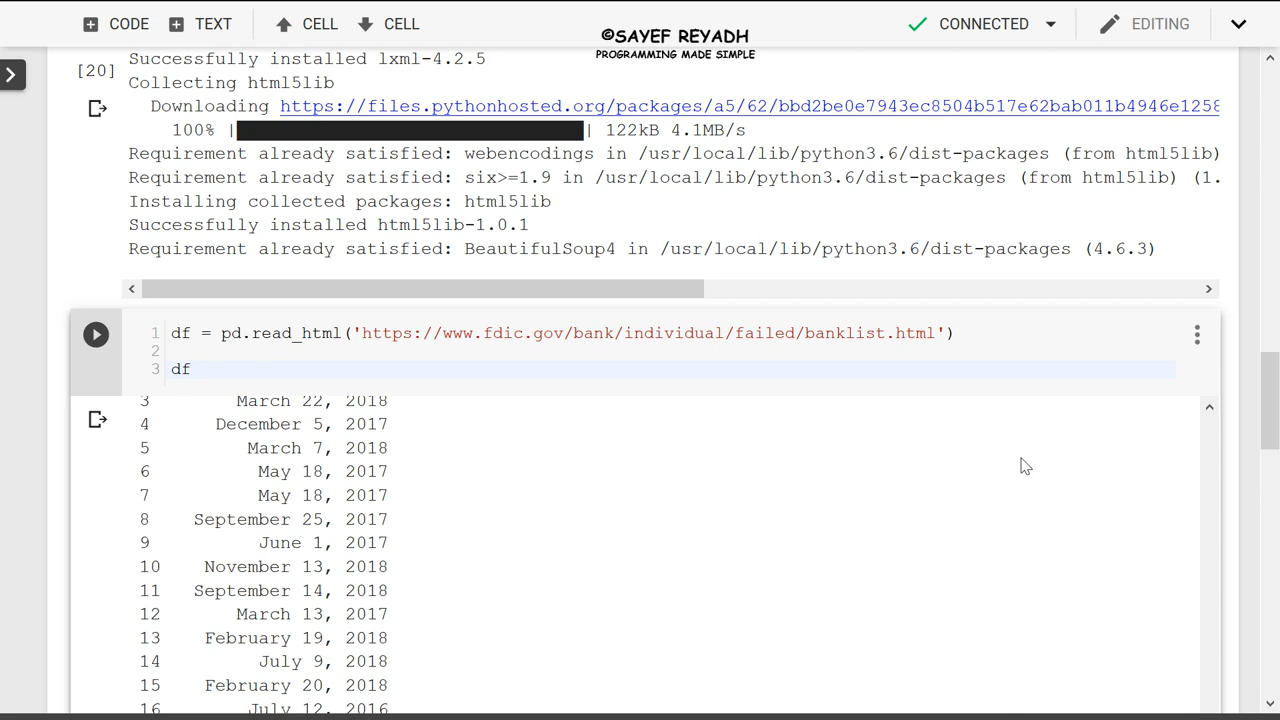 CODE TEXT CELL CELL CONNECTED EDITING
©SAYEF REYADH
PROGRAMMING MADE SIMPLE
Successfully installed lxml-4.2.5
[20]
Collecting html5lib
Downloading https://files.pythonhosted.org/packages/a5/62/bbd2be0e7943ec8504b517e62bab011b4946e1258
100% | | 122kB 4.1MB/s
Requirement already satisfied: webencodings in /usr/local/lib/python3.6/dist-packages (from html5lib)
Requirement already satisfied: six>=1.9 in /usr/local/lib/python3.6/dist-packages (from html5lib) (1.
Installing collected packages: html5lib
Successfully installed html5lib-1.0.1
Requirement already satisfied: BeautifulSoup4 in /usr/local/lib/python3.6/dist-packages (4.6.3)
1 df = pd.read_html('https://www.fdic.gov/bank/individual/failed/banklist.html')
2
3 df
3 March 22, 2018
4 December 5, 2017
5 March 7, 2018
6 May 18, 2017
7 May 18, 2017
8 September 25, 2017
9 June 1, 2017
10 November 13, 2018
11 September 14, 2018
12 March 13, 2017
13 February 19, 2018
14 July 9, 2018
15 February 20, 2018
16 July 12, 2016